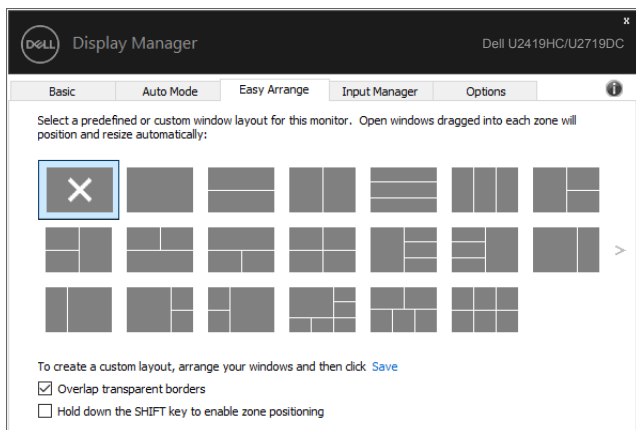 x
DELL Display Manager Dell U2419HC/U2719DC
Basic Auto Mode Easy Arrange Input Manager Options i
Select a predefined or custom window layout for this monitor. Open windows dragged into each zone will
position and resize automatically:
>
To create a custom layout, arrange your windows and then click Save
Overlap transparent borders
Hold down the SHIFT key to enable zone positioning